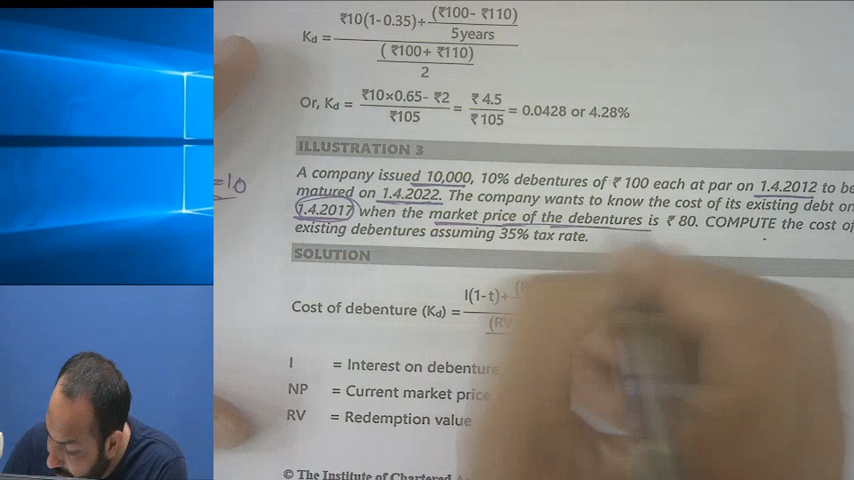 ₹10(1-0.35)+ (₹100- ₹110)
5years
Kd =
(₹100+ ₹110)
2
Or, Kd = ₹10×0.65- ₹2 / ₹105 = ₹ 4.5 / ₹ 105 = 0.0428 or 4.28%
ILLUSTRATION 3
=10
A company issued 10,000, 10% debentures of ₹ 100 each at par on 1.4.2012 to be
matured on 1.4.2022. The company wants to know the cost of its existing debt on
1.4.2017 when the market price of the debentures is ₹ 80. COMPUTE the cost of
existing debentures assuming 35% tax rate.
SOLUTION
I(1-t)+
Cost of debenture (Kd) =
(RV
I = Interest on debenture
NP = Current market price
RV = Redemption value
© The Institute of Chartered